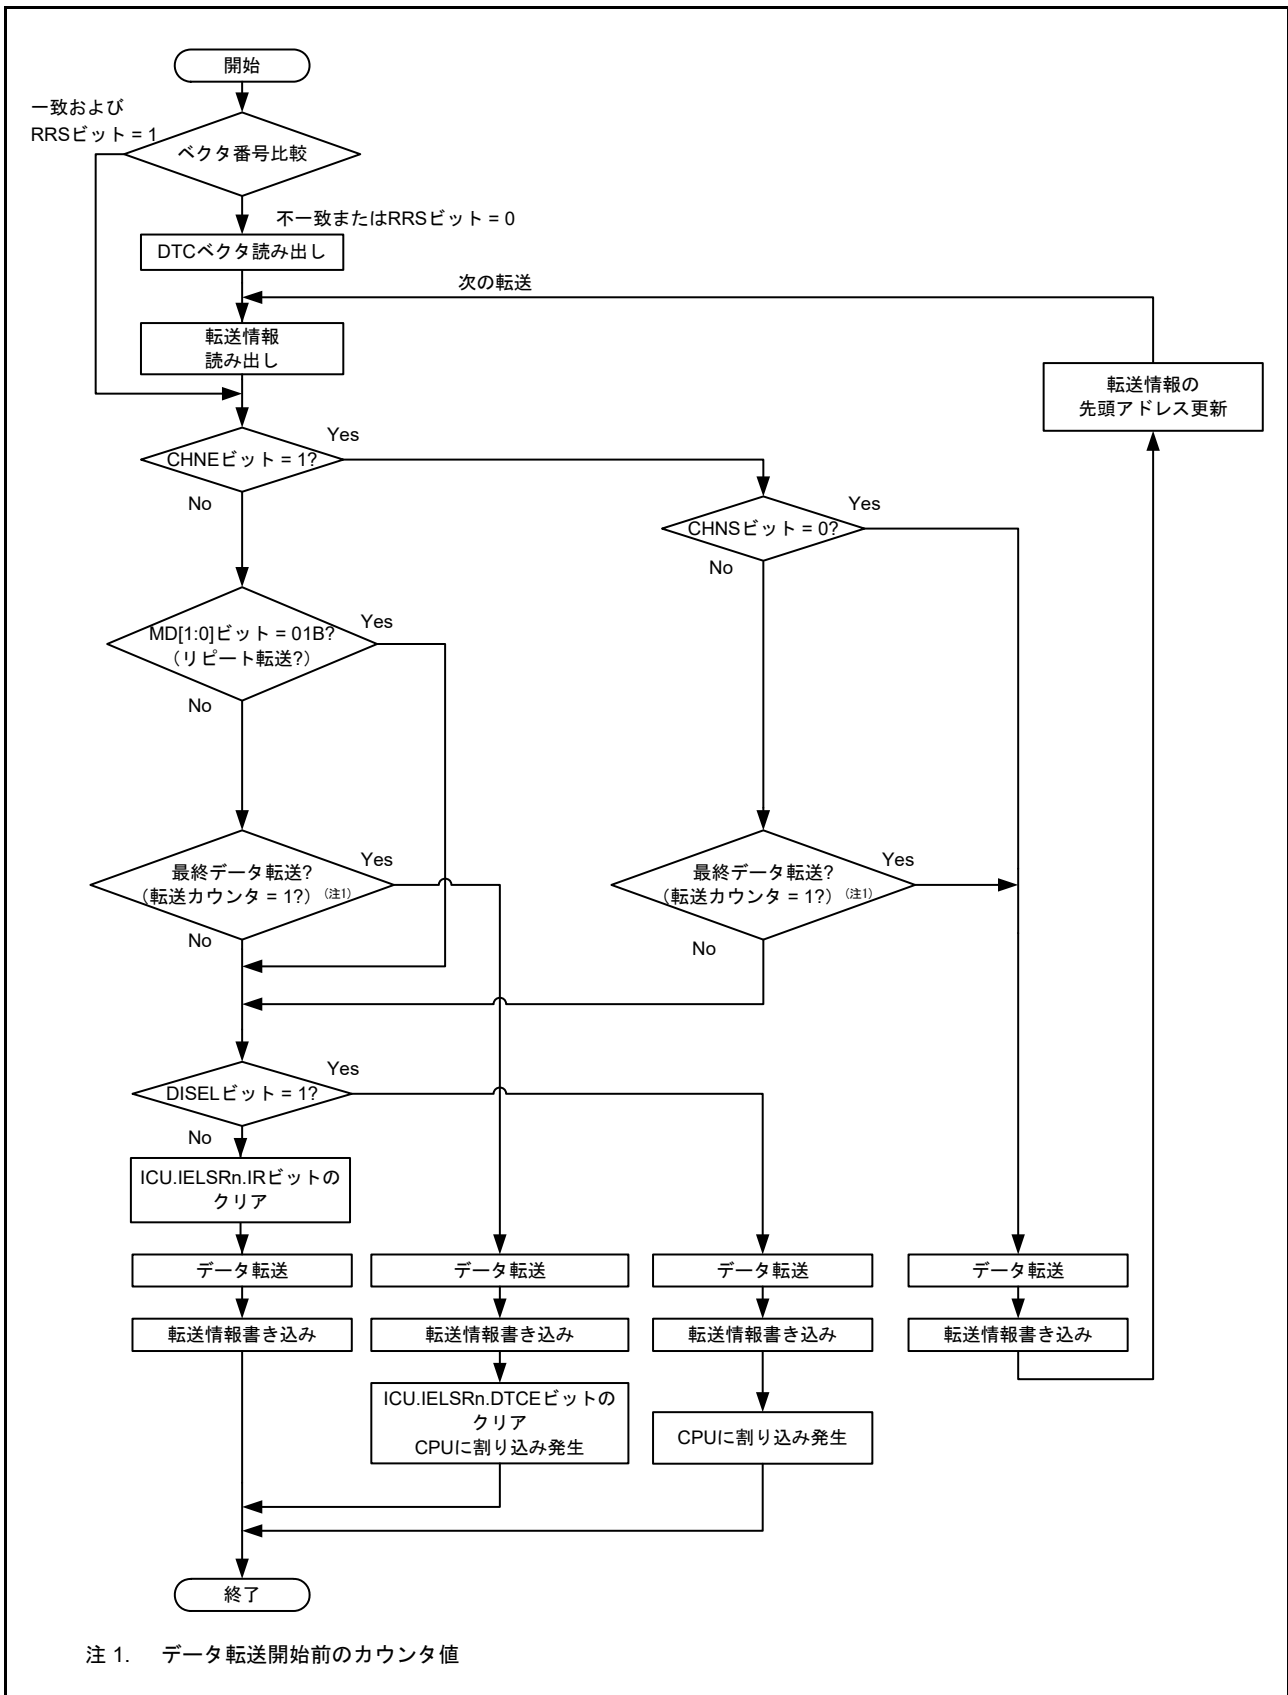 開始
一致および
RRSビット = 1
ベクタ番号比較
不一致またはRRSビット = 0
DTCベクタ読み出し
次の転送
転送情報
読み出し
転送情報の
先頭アドレス更新
CHNEビット = 1?
Yes
No
CHNSビット = 0?
Yes
No
MD[1:0]ビット = 01B?
（リピート転送?）
Yes
No
最終データ転送?
（転送カウンタ = 1?）（注1）
Yes
No
最終データ転送?
（転送カウンタ = 1?）（注1）
Yes
No
DISELビット = 1?
Yes
No
ICU.IELSRn.IRビットの
クリア
データ転送
データ転送
データ転送
データ転送
転送情報書き込み
転送情報書き込み
転送情報書き込み
転送情報書き込み
ICU.IELSRn.DTCEビットの
クリア
CPUに割り込み発生
CPUに割り込み発生
終了
注 1. データ転送開始前のカウンタ値